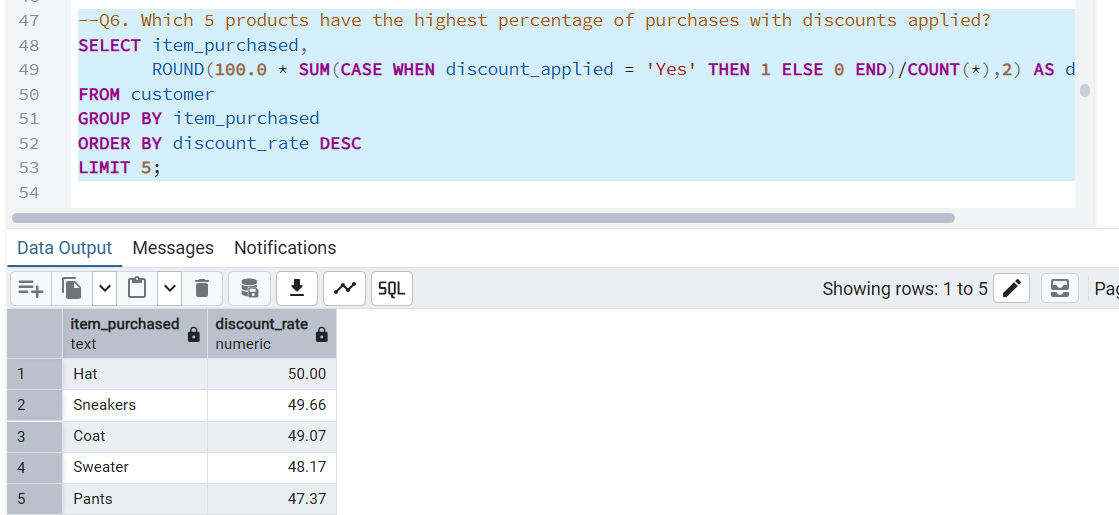 47 --Q6. Which 5 products have the highest percentage of purchases with discounts applied?
48 SELECT item_purchased,
49 ROUND(100.0 * SUM(CASE WHEN discount_applied = 'Yes' THEN 1 ELSE 0 END)/COUNT(*),2) AS d
50 FROM customer
51 GROUP BY item_purchased
52 ORDER BY discount_rate DESC
53 LIMIT 5;
54
Data Output Messages Notifications
SQL Showing rows: 1 to 5 Pag
item_purchased discount_rate
text numeric
1 Hat 50.00
2 Sneakers 49.66
3 Coat 49.07
4 Sweater 48.17
5 Pants 47.37